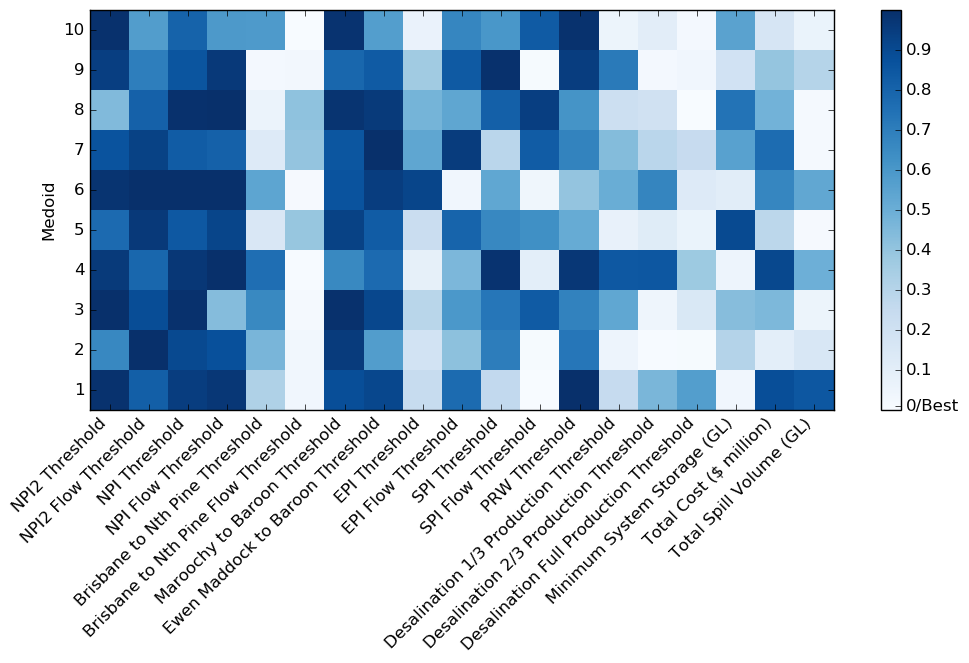 10
9
8
7
6
5
4
3
2
1
Medoid
NPI2 Threshold
NPI2 Flow Threshold
NPI Threshold
NPI Flow Threshold
Brisbane to Nth Pine Threshold
Brisbane to Nth Pine Flow Threshold
Maroochy to Baroon Threshold
Ewen Maddock to Baroon Threshold
EPI Threshold
EPI Flow Threshold
SPI Threshold
SPI Flow Threshold
PRW Threshold
Desalination 1/3 Production Threshold
Desalination 2/3 Production Threshold
Desalination Full Production Threshold
Minimum System Storage (GL)
Total Cost ($ million)
Total Spill Volume (GL)
0.9
0.8
0.7
0.6
0.5
0.4
0.3
0.2
0.1
0/Best